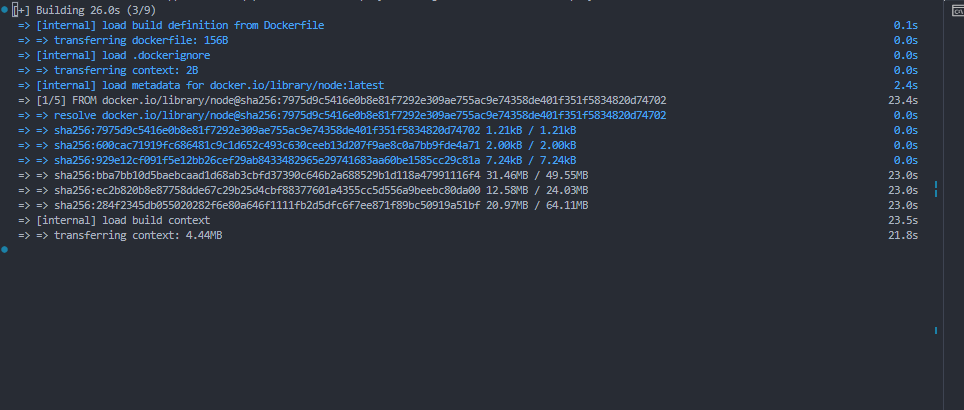 [+] Building 26.0s (3/9)
=> [internal] load build definition from Dockerfile 0.1s
=> => transferring dockerfile: 156B 0.0s
=> [internal] load .dockerignore 0.0s
=> => transferring context: 2B 0.0s
=> [internal] load metadata for docker.io/library/node:latest 2.4s
=> [1/5] FROM docker.io/library/node@sha256:7975d9c5416e0b8e81f7292e309ae755ac9e74358de401f351f5834820d74702 23.4s
=> => resolve docker.io/library/node@sha256:7975d9c5416e0b8e81f7292e309ae755ac9e74358de401f351f5834820d74702 0.0s
=> => sha256:7975d9c5416e0b8e81f7292e309ae755ac9e74358de401f351f5834820d74702 1.21kB / 1.21kB 0.0s
=> => sha256:600cac71919fc686481c9c1d652c493c630ceeb13d207f9ae8c0a7bb9fde4a71 2.00kB / 2.00kB 0.0s
=> => sha256:929e12cf091f5e12bb26cef29ab8433482965e29741683aa60be1585cc29c81a 7.24kB / 7.24kB 0.0s
=> => sha256:bba7bb10d5baebcaad1d68ab3cbfd37390c646b2a688529b1d118a47991116f4 31.46MB / 49.55MB 23.0s
=> => sha256:ec2b820b8e87758dde67c29b25d4cbf88377601a4355cc5d556a9beebc80da00 12.58MB / 24.03MB 23.0s
=> => sha256:284f2345db055020282f6e80a646f1111fb2d5dfc6f7ee871f89bc50919a51bf 20.97MB / 64.11MB 23.0s
=> [internal] load build context 23.5s
=> => transferring context: 4.44MB 21.8s